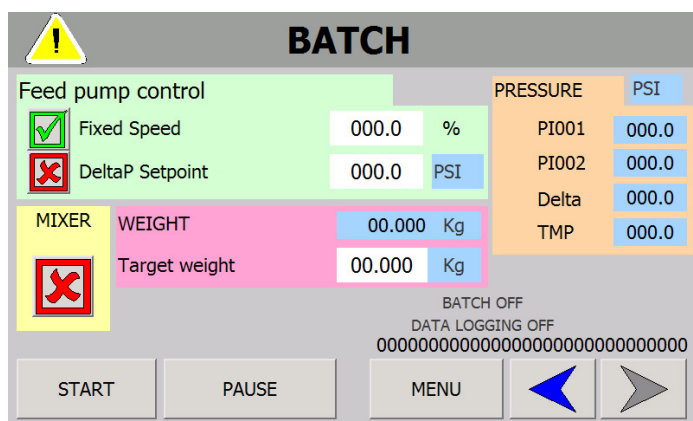 !
BATCH
Feed pump control
Fixed Speed 000.0 %
DeltaP Setpoint 000.0 PSI
PRESSURE PSI
PI001 000.0
PI002 000.0
Delta 000.0
TMP 000.0
MIXER
WEIGHT 00.000 Kg
Target weight 00.000 Kg
BATCH OFF
DATA LOGGING OFF
0000000000000000000000000000000000
START PAUSE MENU